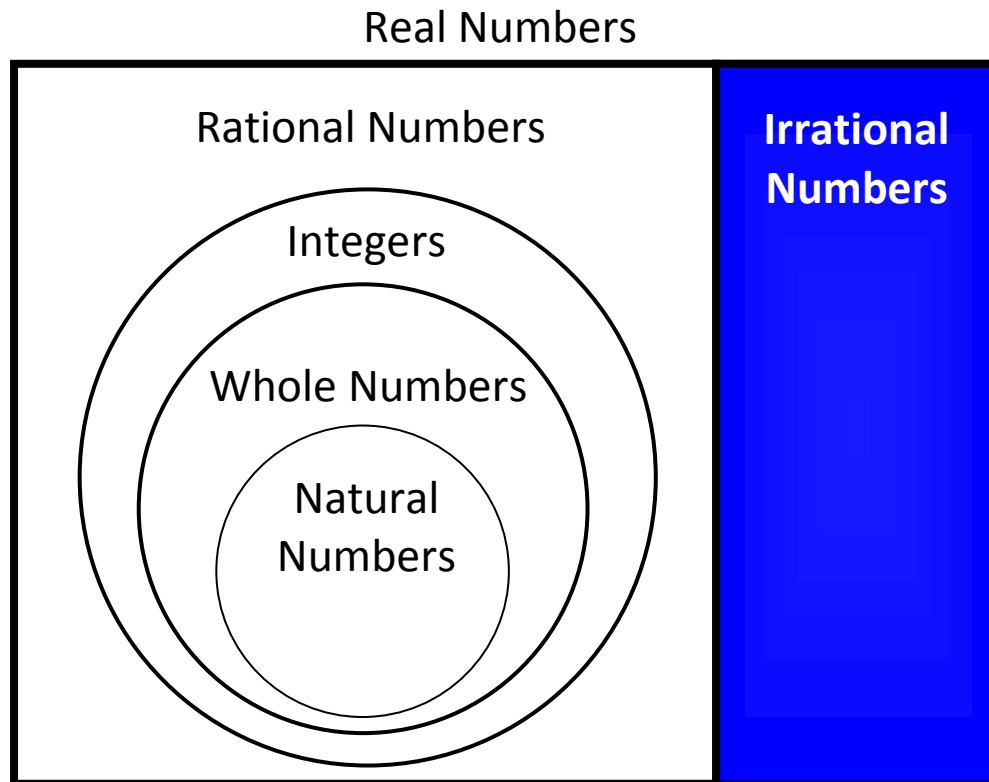 Real Numbers
Rational Numbers
Irrational
Numbers
Integers
Whole Numbers
Natural
Numbers